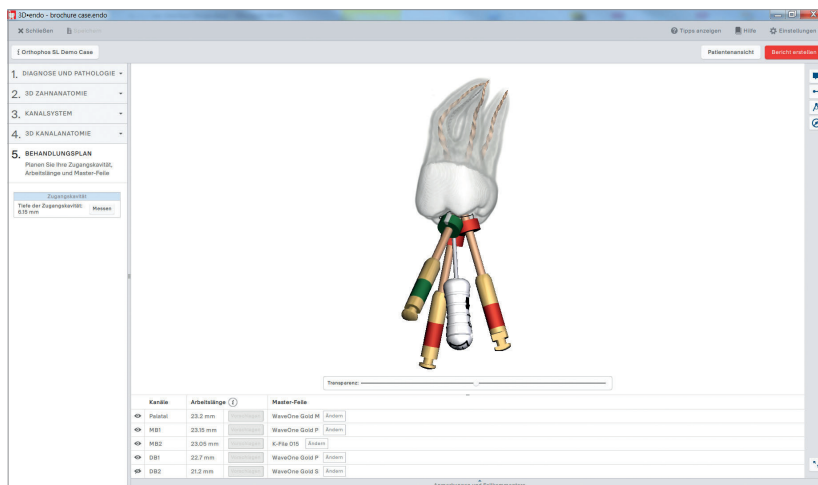 3D•endo - brochure case.endo
Schließen
Tipps anzeigen
Hilfe
Einstellungen
Orthophos SL Demo Case
Patientenansicht
Bericht erstellen
1. DIAGNOSE UND PATHOLOGIE
2. 3D ZAHNANATOMIE
3. KANALSYSTEM
4. 3D KANALANATOMIE
5. BEHANDLUNGSPLAN
Planen Sie Ihre Zugangskavität,
Arbeitslänge und Master-Feile
Zugangskavität
Tiefe der Zugangskavität:
6.15 mm
Messen
Transparenz:
Kanäle Arbeitslänge Master-Feile
Palatal 23.2 mm WaveOne Gold M Ändern
MB1 23.15 mm WaveOne Gold P Ändern
MB2 23.05 mm K-File D15 Ändern
DB1 22.7 mm WaveOne Gold P Ändern
DB2 21.2 mm WaveOne Gold S Ändern